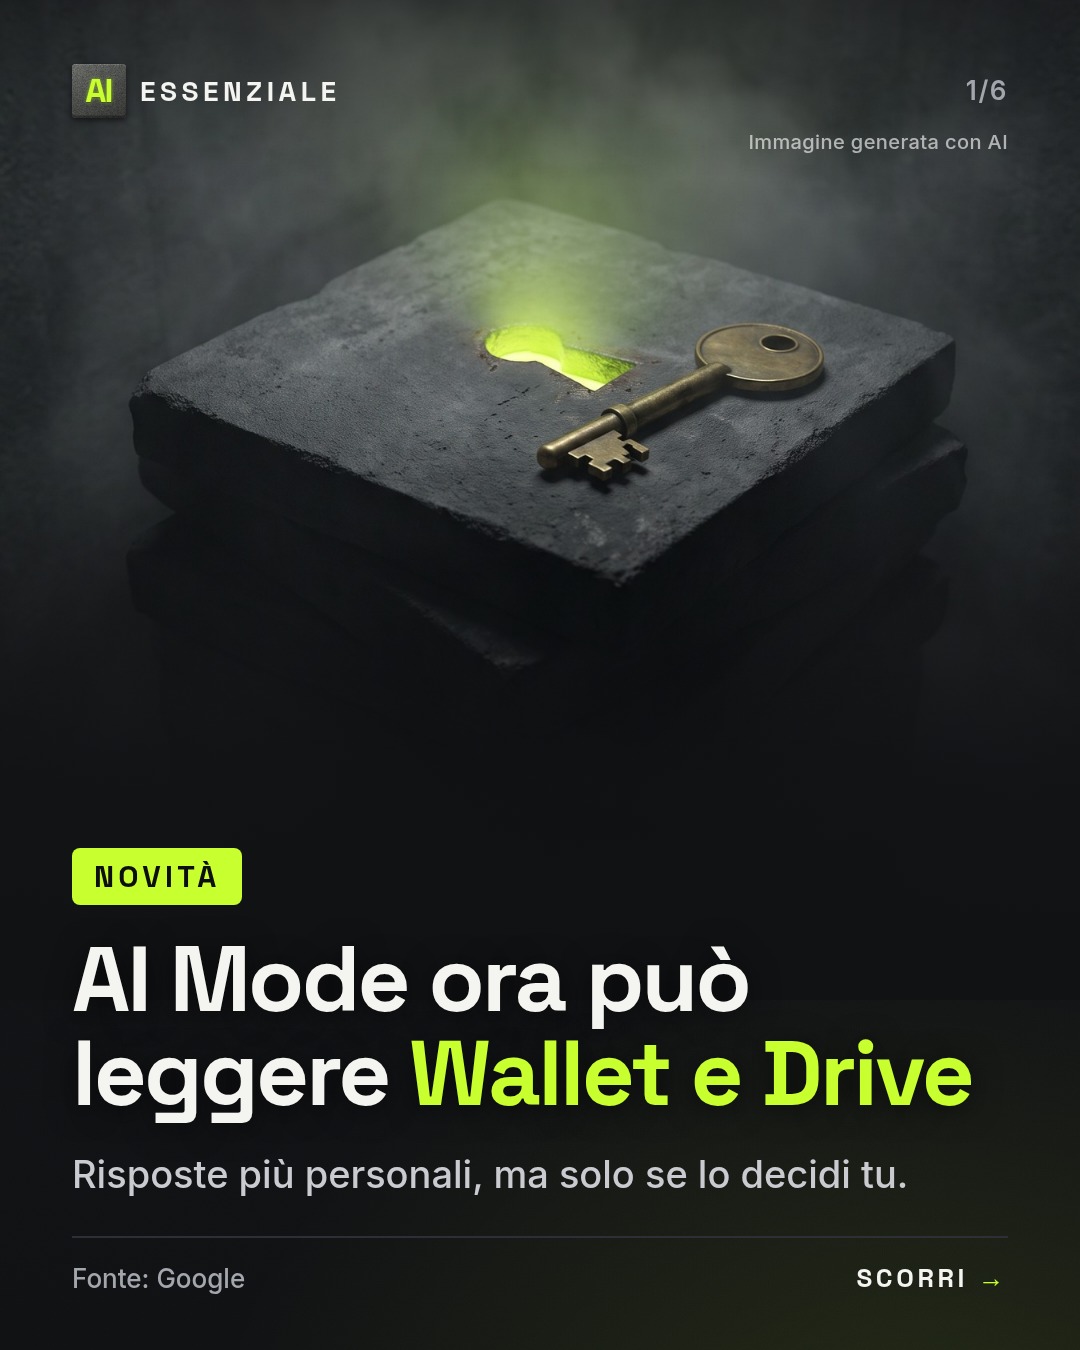 AI ESSENZIALE
1/6
Immagine generata con AI
NOVITÀ
AI Mode ora può
leggere Wallet e Drive
Risposte più personali, ma solo se lo decidi tu.
Fonte: Google
SCORRI →